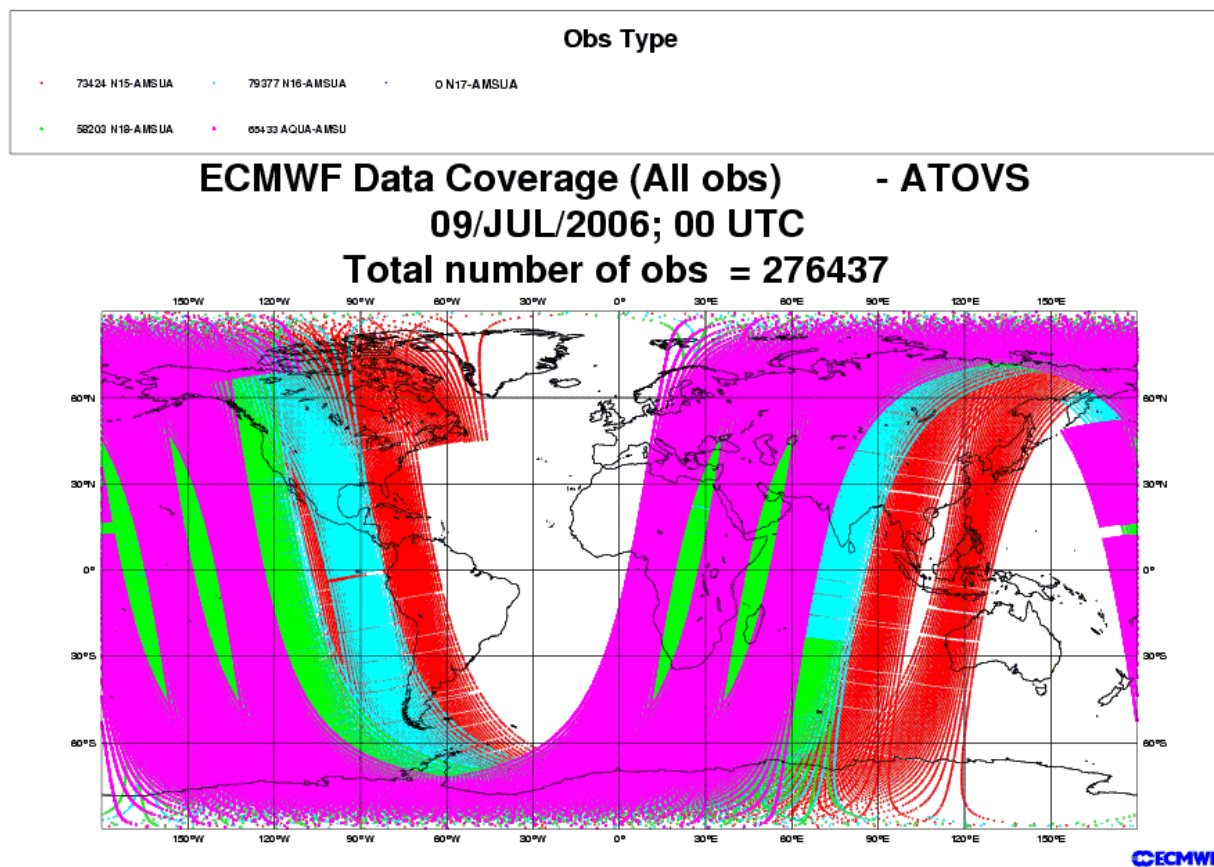 Obs Type
73424 N15-AMSUA 79377 N16-AMSUA 0 N17-AMSUA
58203 N18-AMSUA 65433 AQUA-AMSU
ECMWF Data Coverage (All obs) - ATOVS
09/JUL/2006; 00 UTC
Total number of obs = 276437
150°W 120°W 90°W 60°W 30°W 0° 30°E 60°E 90°E 120°E 150°E
60°N 60°N
30°N 30°N
0° 0°
30°S 30°S
60°S 60°S
150°W 120°W 90°W 60°W 30°W 0° 30°E 60°E 90°E 120°E 150°E
ECMWF